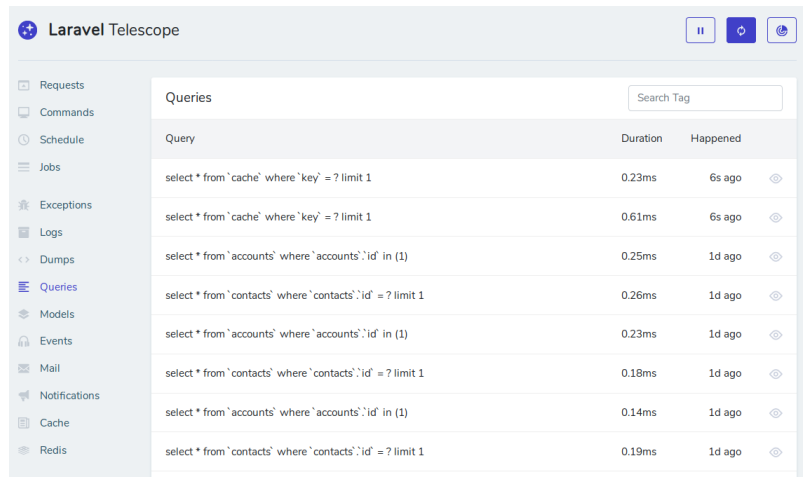 Laravel Telescope
Requests
Commands
Schedule
Jobs
Exceptions
Logs
Dumps
Queries
Models
Events
Mail
Notifications
Cache
Redis
Queries
Search Tag
Query Duration Happened
select * from `cache` where `key` = ? limit 1 0.23ms 6s ago
select * from `cache` where `key` = ? limit 1 0.61ms 6s ago
select * from `accounts` where `accounts`.`id` in (1) 0.25ms 1d ago
select * from `contacts` where `contacts`.`id` = ? limit 1 0.26ms 1d ago
select * from `accounts` where `accounts`.`id` in (1) 0.23ms 1d ago
select * from `contacts` where `contacts`.`id` = ? limit 1 0.18ms 1d ago
select * from `accounts` where `accounts`.`id` in (1) 0.14ms 1d ago
select * from `contacts` where `contacts`.`id` = ? limit 1 0.19ms 1d ago